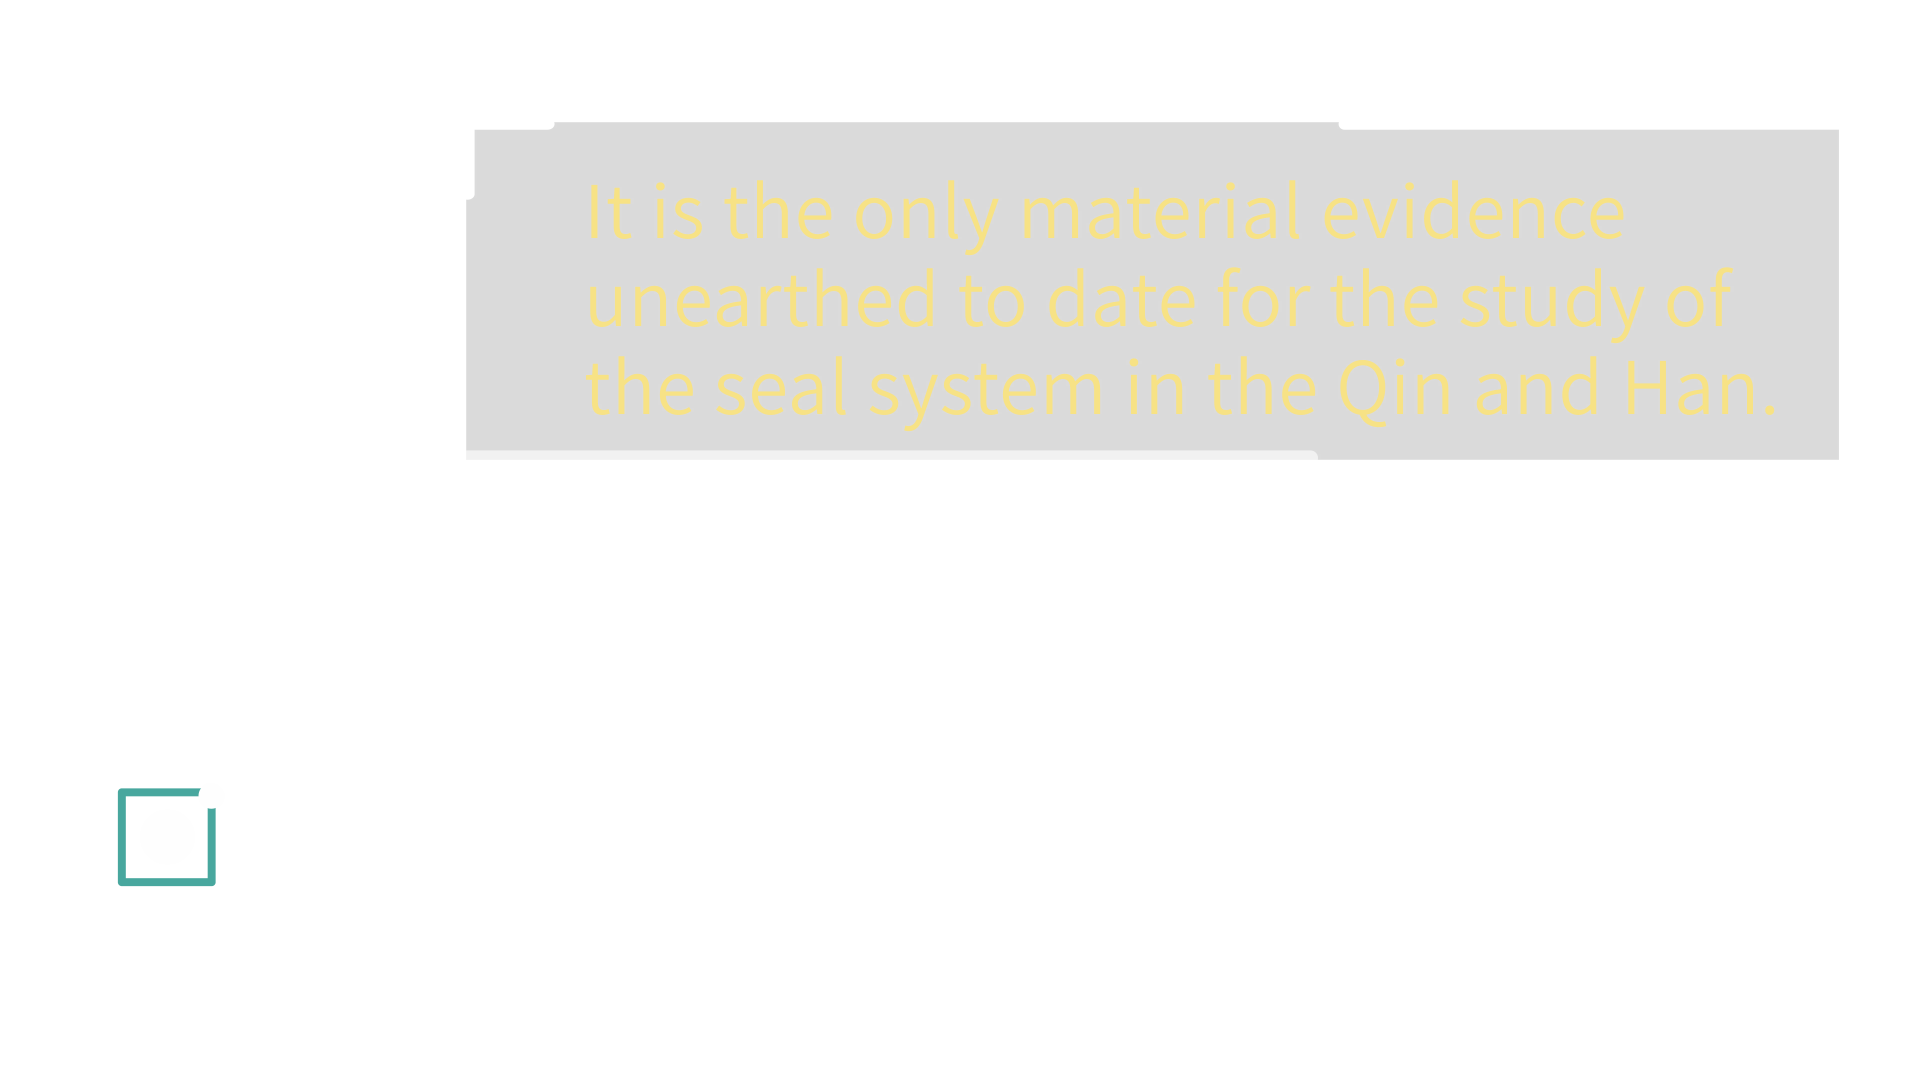 It is the only material evidence
unearthed to date for the study of
the seal system in the Qin and Han.